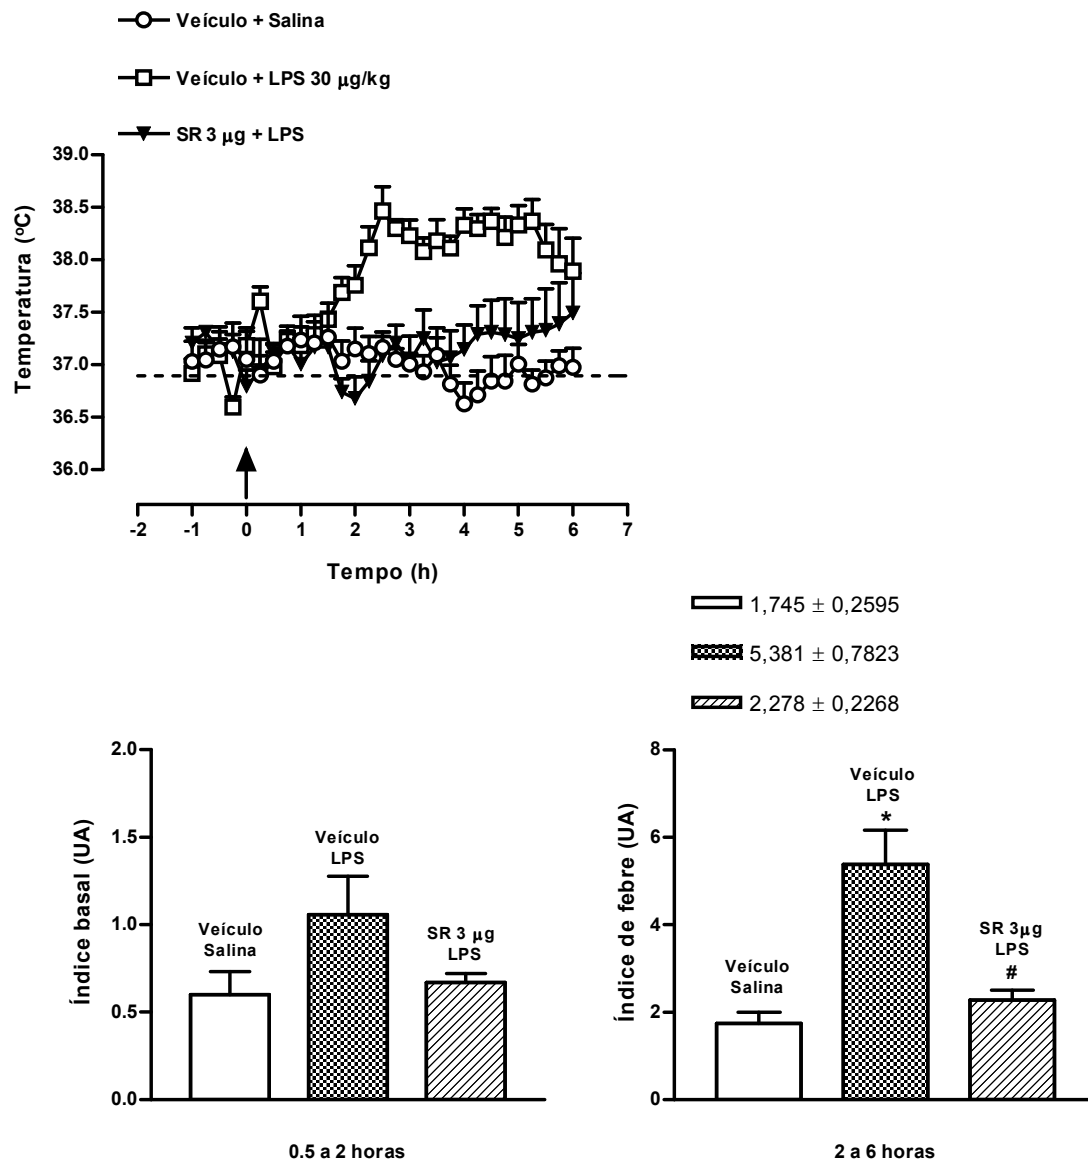 Veículo + Salina
Veículo + LPS 30 μg/kg
SR 3 μg + LPS
39.0
38.5
38.0
37.5
37.0
36.5
36.0
Temperatura (ºC)
-2 -1 0 1 2 3 4 5 6 7
Tempo (h)
1,745 ± 0,2595
5,381 ± 0,7823
2,278 ± 0,2268
2.0
1.5
1.0
0.5
0.0
Índice basal (UA)
Veículo
Salina
Veículo
LPS
SR 3 μg
LPS
0.5 a 2 horas
8
6
4
2
0
Índice de febre (UA)
Veículo
Salina
Veículo
LPS
*
SR 3μg
LPS
#
2 a 6 horas